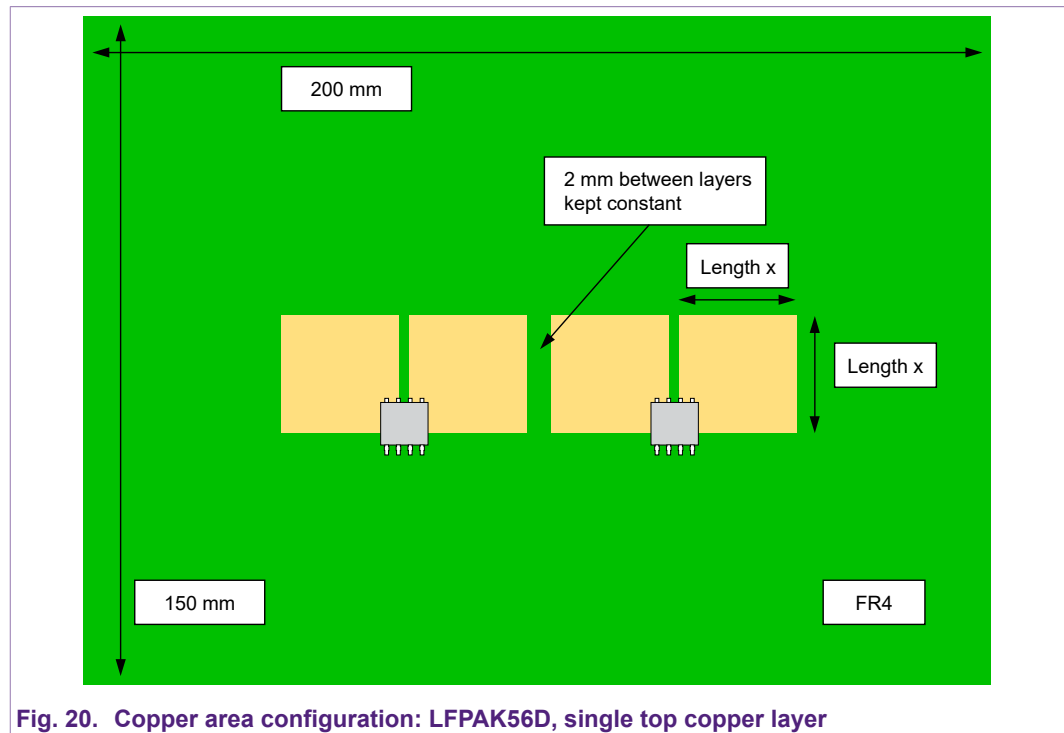 200 mm
2 mm between layers
kept constant
Length x
Length x
150 mm
FR4
Fig. 20. Copper area configuration: LFPAK56D, single top copper layer